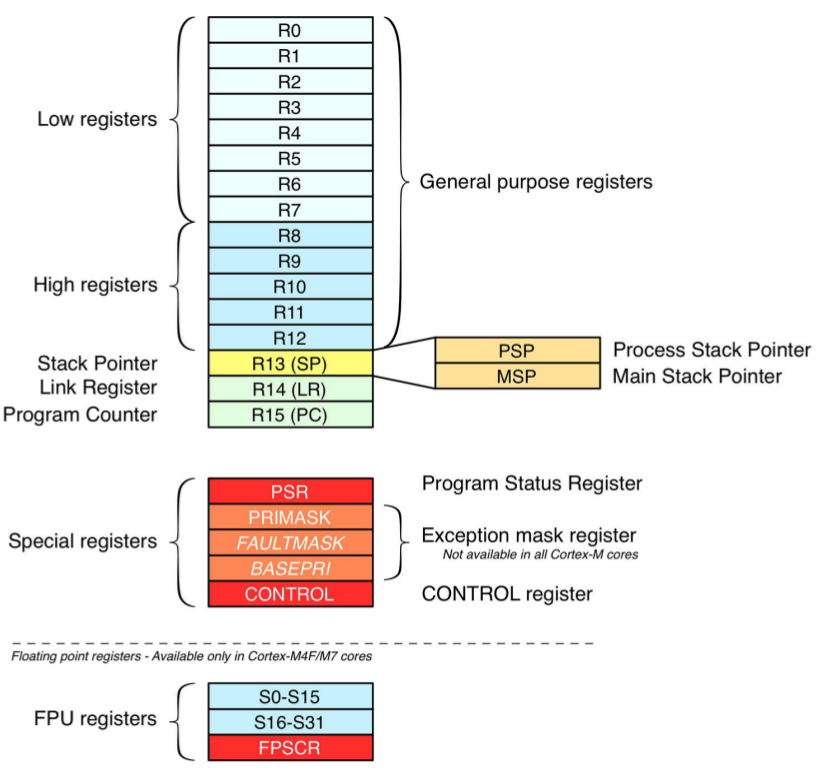 R0
R1
R2
R3
Low registers
R4
R5
R6
General purpose registers
R7
R8
R9
High registers
R10
R11
R12
PSP
Process Stack Pointer
Stack Pointer
R13 (SP)
MSP
Main Stack Pointer
Link Register
R14 (LR)
Program Counter
R15 (PC)
PSR
Program Status Register
PRIMASK
Special registers
FAULTMASK
Exception mask register
Not available in all Cortex-M cores
BASEPRI
CONTROL
CONTROL register
Floating point registers - Available only in Cortex-M4F/M7 cores
S0-S15
FPU registers
S16-S31
FPSCR